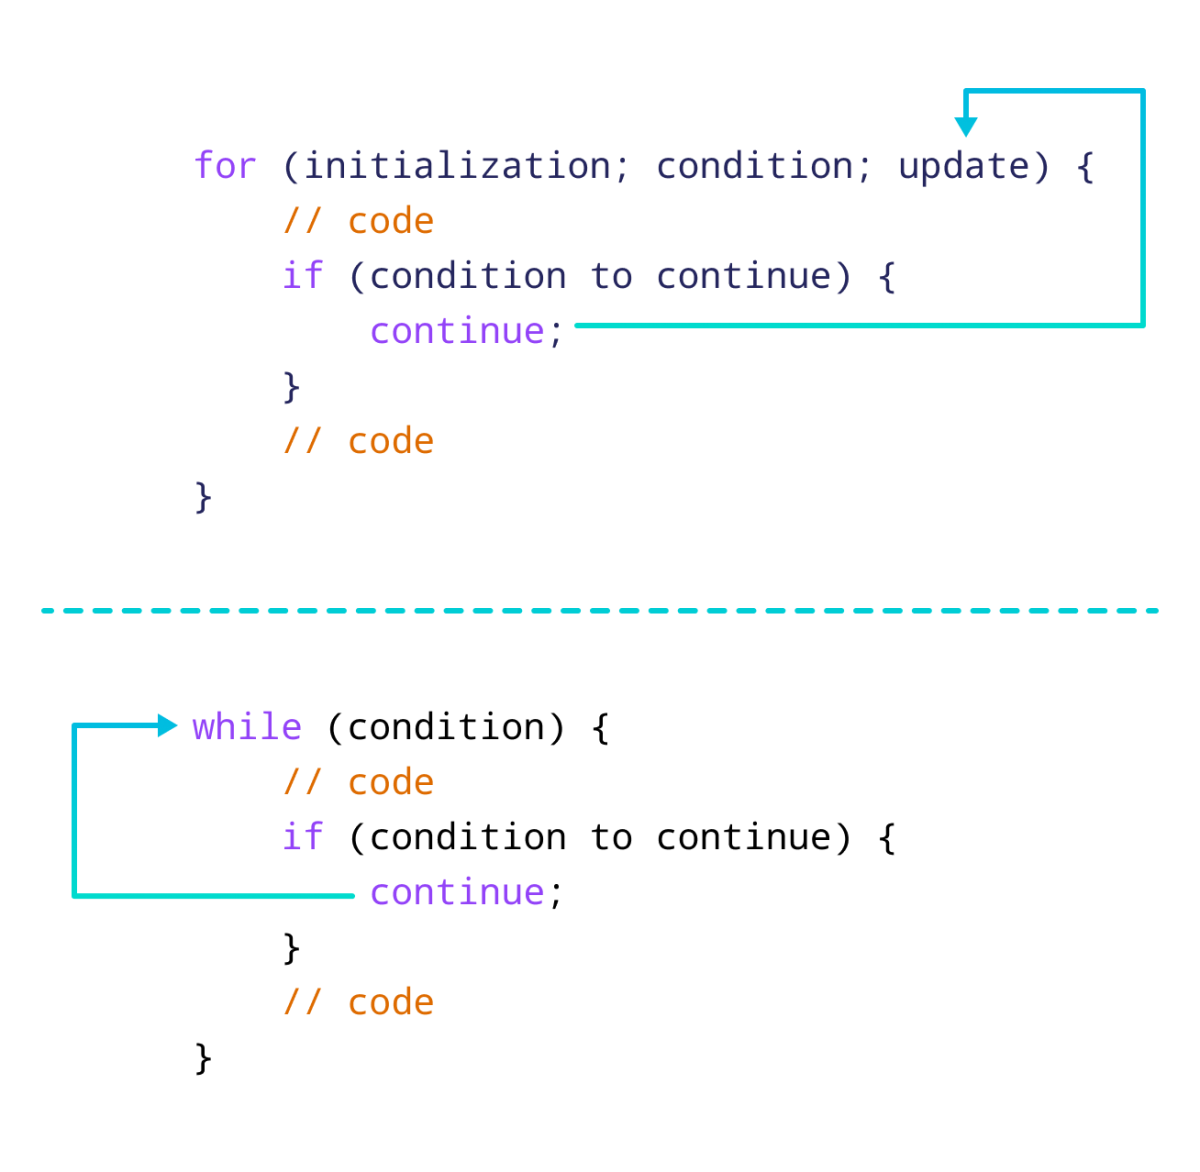 for (initialization; condition; update) {
    // code
    if (condition to continue) {
        continue;
    }
    // code
}
while (condition) {
    // code
    if (condition to continue) {
        continue;
    }
    // code
}